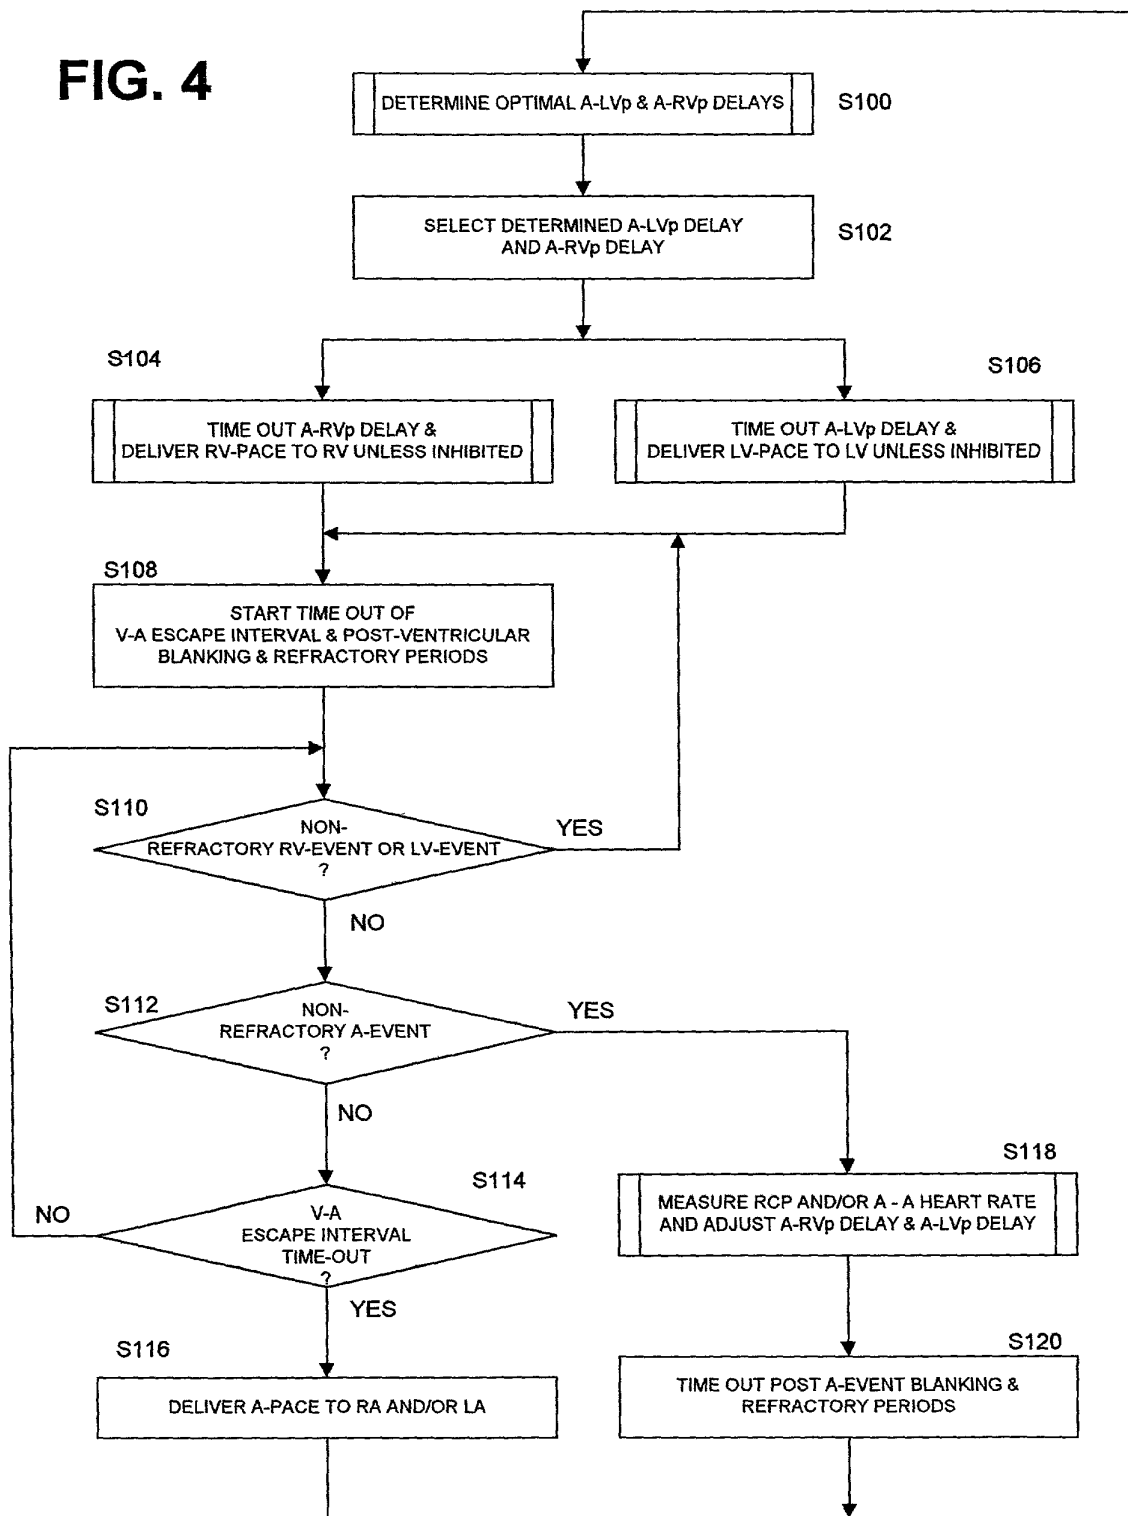 FIG. 4
DETERMINE OPTIMAL A-LVp & A-RVp DELAYS
S100
SELECT DETERMINED A-LVp DELAY
AND A-RVp DELAY
S102
S104
S106
TIME OUT A-RVp DELAY &
DELIVER RV-PACE TO RV UNLESS INHIBITED
TIME OUT A-LVp DELAY &
DELIVER LV-PACE TO LV UNLESS INHIBITED
S108
START TIME OUT OF
V-A ESCAPE INTERVAL & POST-VENTRICULAR
BLANKING & REFRACTORY PERIODS
S110
NON-
REFRACTORY RV-EVENT OR LV-EVENT
?
YES
NO
S112
NON-
REFRACTORY A-EVENT
?
YES
NO
S114
V-A
ESCAPE INTERVAL
TIME-OUT
?
NO
YES
S118
MEASURE RCP AND/OR A - A HEART RATE
AND ADJUST A-RVp DELAY & A-LVp DELAY
S116
DELIVER A-PACE TO RA AND/OR LA
S120
TIME OUT POST A-EVENT BLANKING &
REFRACTORY PERIODS